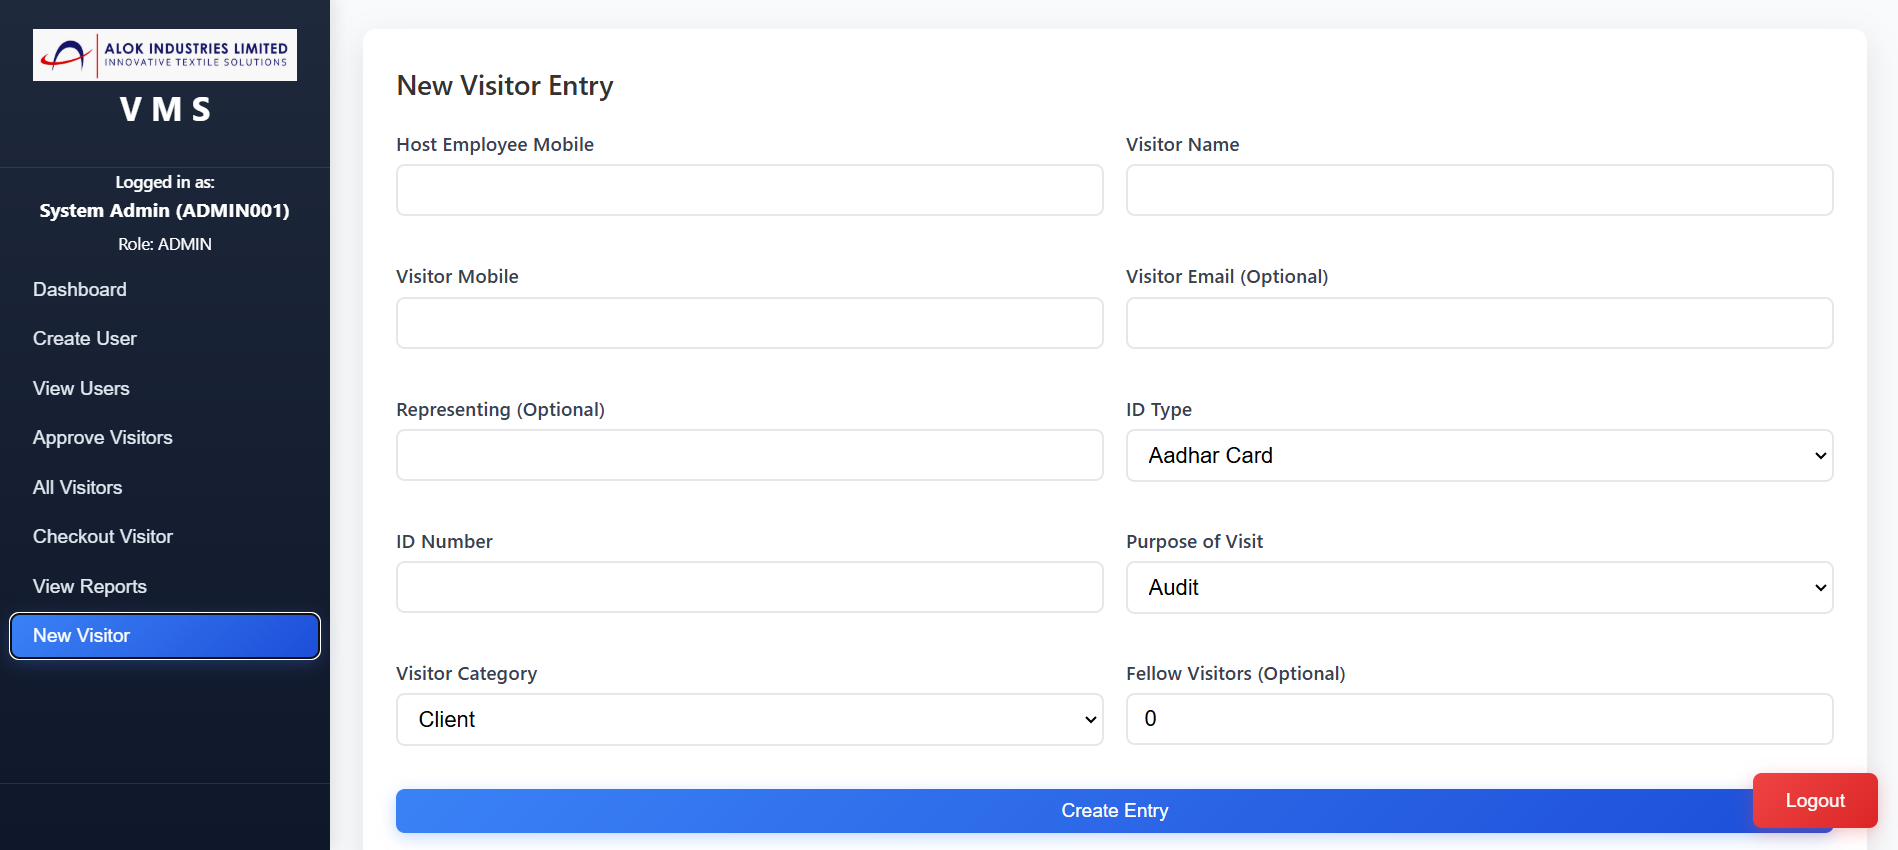 ALOK INDUSTRIES LIMITED
INNOVATIVE TEXTILE SOLUTIONS
VMS
Logged in as:
System Admin (ADMIN001)
Role: ADMIN
Dashboard
Create User
View Users
Approve Visitors
All Visitors
Checkout Visitor
View Reports
New Visitor
New Visitor Entry
Host Employee Mobile
Visitor Name
Visitor Mobile
Visitor Email (Optional)
Representing (Optional)
ID Type
Aadhar Card
ID Number
Purpose of Visit
Audit
Visitor Category
Client
Fellow Visitors (Optional)
0
Create Entry
Logout